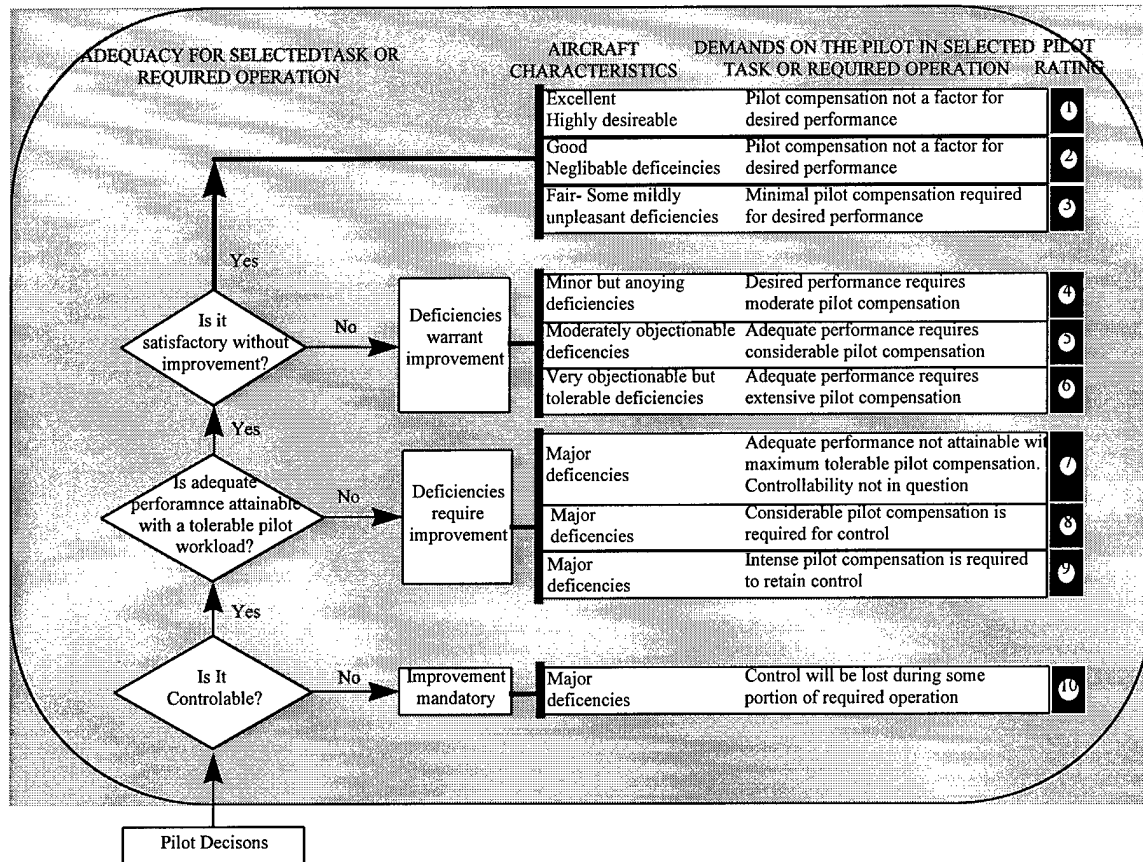 ADEQUACY FOR SELECTEDTASK OR
REQUIRED OPERATION
AIRCRAFT
CHARACTERISTICS
DEMANDS ON THE PILOT IN SELECTED
TASK OR REQUIRED OPERATION
PILOT
RATING
Excellent
Highly desireable
Pilot compensation not a factor for
desired performance
1
Good
Neglibable deficeincies
Pilot compensation not a factor for
desired performance
2
Fair- Some mildly
unpleasant deficiencies
Minimal pilot compensation required
for desired performance
3
Yes
Is it
satisfactory without
improvement?
No
Deficiencies
warrant
improvement
Minor but anoying
deficiencies
Desired performance requires
moderate pilot compensation
4
Moderately objectionable
deficencies
Adequate performance requires
considerable pilot compensation
5
Very objectionable but
tolerable deficiencies
Adequate performance requires
extensive pilot compensation
6
Yes
Is adequate
perforamnce attainable
with a tolerable pilot
workload?
No
Deficiencies
require
improvement
Major
deficencies
Adequate performance not attainable wit
maximum tolerable pilot compensation.
Controllability not in question
7
Major
deficencies
Considerable pilot compensation is
required for control
8
Major
deficencies
Intense pilot compensation is required
to retain control
9
Yes
Is It
Controlable?
No
Improvement
mandatory
Major
deficencies
Control will be lost during some
portion of required operation
10
Pilot Decisons